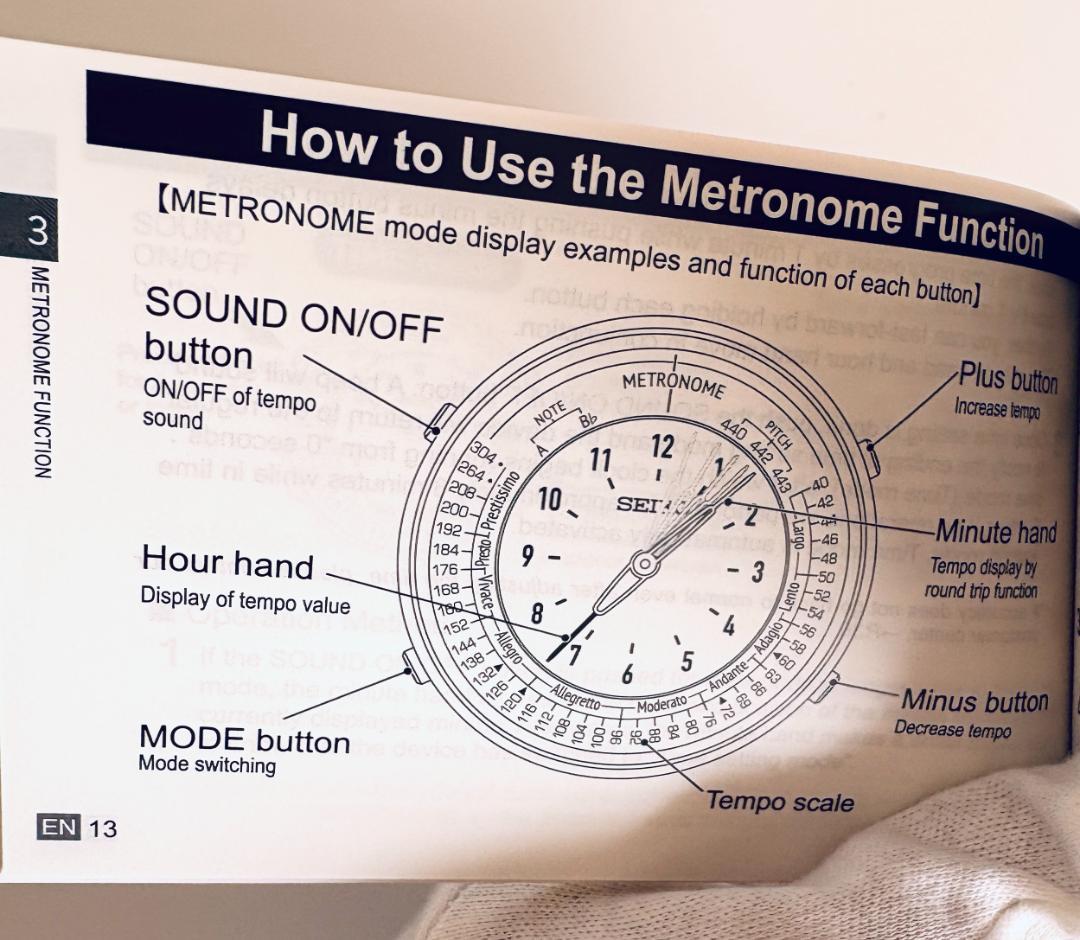 How to Use the Metronome Function
【METRONOME mode display examples and function of each button】
3
METRONOME FUNCTION
SOUND ON/OFF
button
ON/OFF of tempo
sound
Plus button
Increase tempo
Minute hand
Tempo display by
round trip function
Hour hand
Display of tempo value
Minus button
Decrease tempo
MODE button
Mode switching
Tempo scale
METRONOME
NOTE
A
B♭
PITCH
440
442
443
12
1
2
3
4
5
6
7
8
9
10
11
40
42
44
46
48
50
52
54
56
58
60
63
66
69
72
76
80
84
88
92
96
100
104
108
112
116
120
126
132
138
144
152
160
168
176
184
192
200
208
264
304
Largo
Lento
Adagio
Andante
Moderato
Allegretto
Allegro
Vivace
Presto
Prestissimo
EN 13